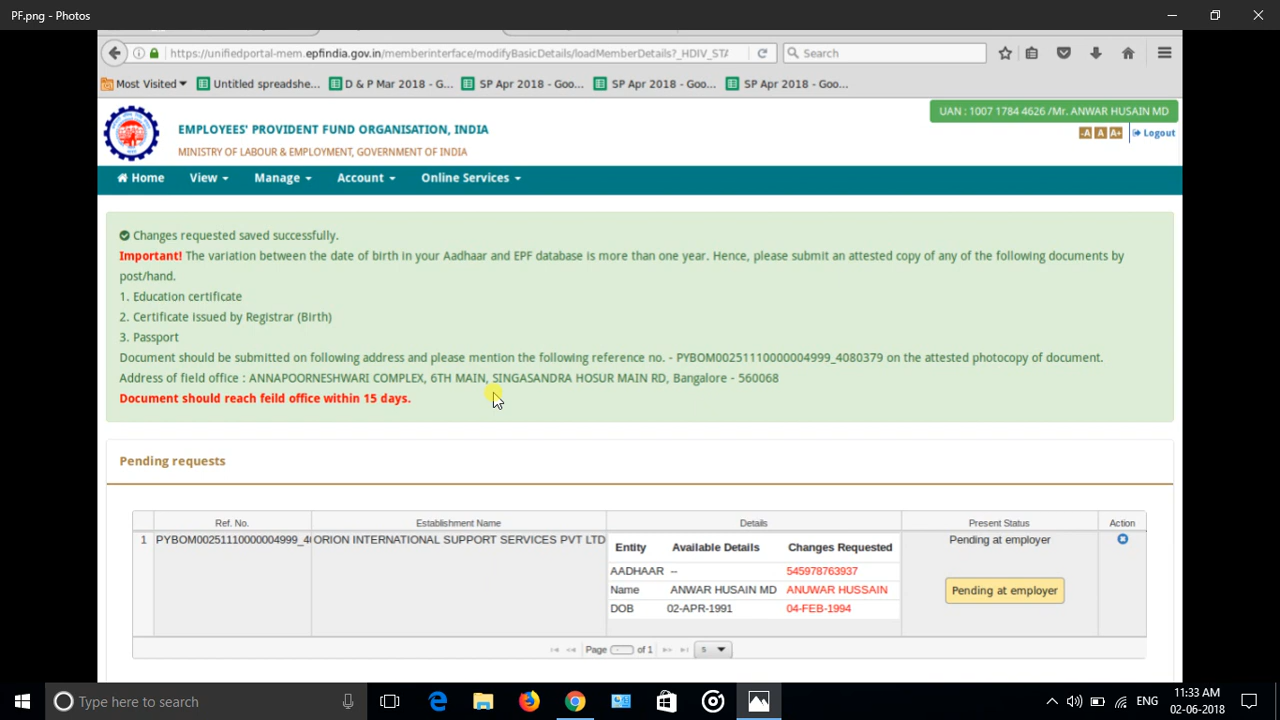 PF.png - Photos
https://unifiedportal-mem.epfindia.gov.in/memberinterface/modifyBasicDetails/loadMemberDetails?_HDIV_STA
Search
Most Visited
Untitled spreadshe...
D & P Mar 2018 - G...
SP Apr 2018 - Goo...
SP Apr 2018 - Goo...
SP Apr 2018 - Goo...
UAN : 1007 1784 4626 /Mr. ANWAR HUSAIN MD
EMPLOYEES' PROVIDENT FUND ORGANISATION, INDIA
-A A A+ Logout
MINISTRY OF LABOUR & EMPLOYMENT, GOVERNMENT OF INDIA
Home View Manage Account Online Services
Changes requested saved successfully.
Important! The variation between the date of birth in your Aadhaar and EPF database is more than one year. Hence, please submit an attested copy of any of the following documents by
post/hand.
1. Education certificate
2. Certificate issued by Registrar (Birth)
3. Passport
Document should be submitted on following address and please mention the following reference no. - PYBOM00251110000004999_4080379 on the attested photocopy of document.
Address of field office : ANNAPOORNESHWARI COMPLEX, 6TH MAIN, SINGASANDRA HOSUR MAIN RD, Bangalore - 560068
Document should reach feild office within 15 days.
Pending requests
Ref. No. Establishment Name Details Present Status Action
1 PYBOM00251110000004999_4 ORION INTERNATIONAL SUPPORT SERVICES PVT LTD Pending at employer
Entity Available Details Changes Requested
AADHAAR -- 545978763937
Name ANWAR HUSAIN MD ANUWAR HUSSAIN
DOB 02-APR-1991 04-FEB-1994
Pending at employer
Page of 1 5
Type here to search
ENG
11:33 AM
02-06-2018